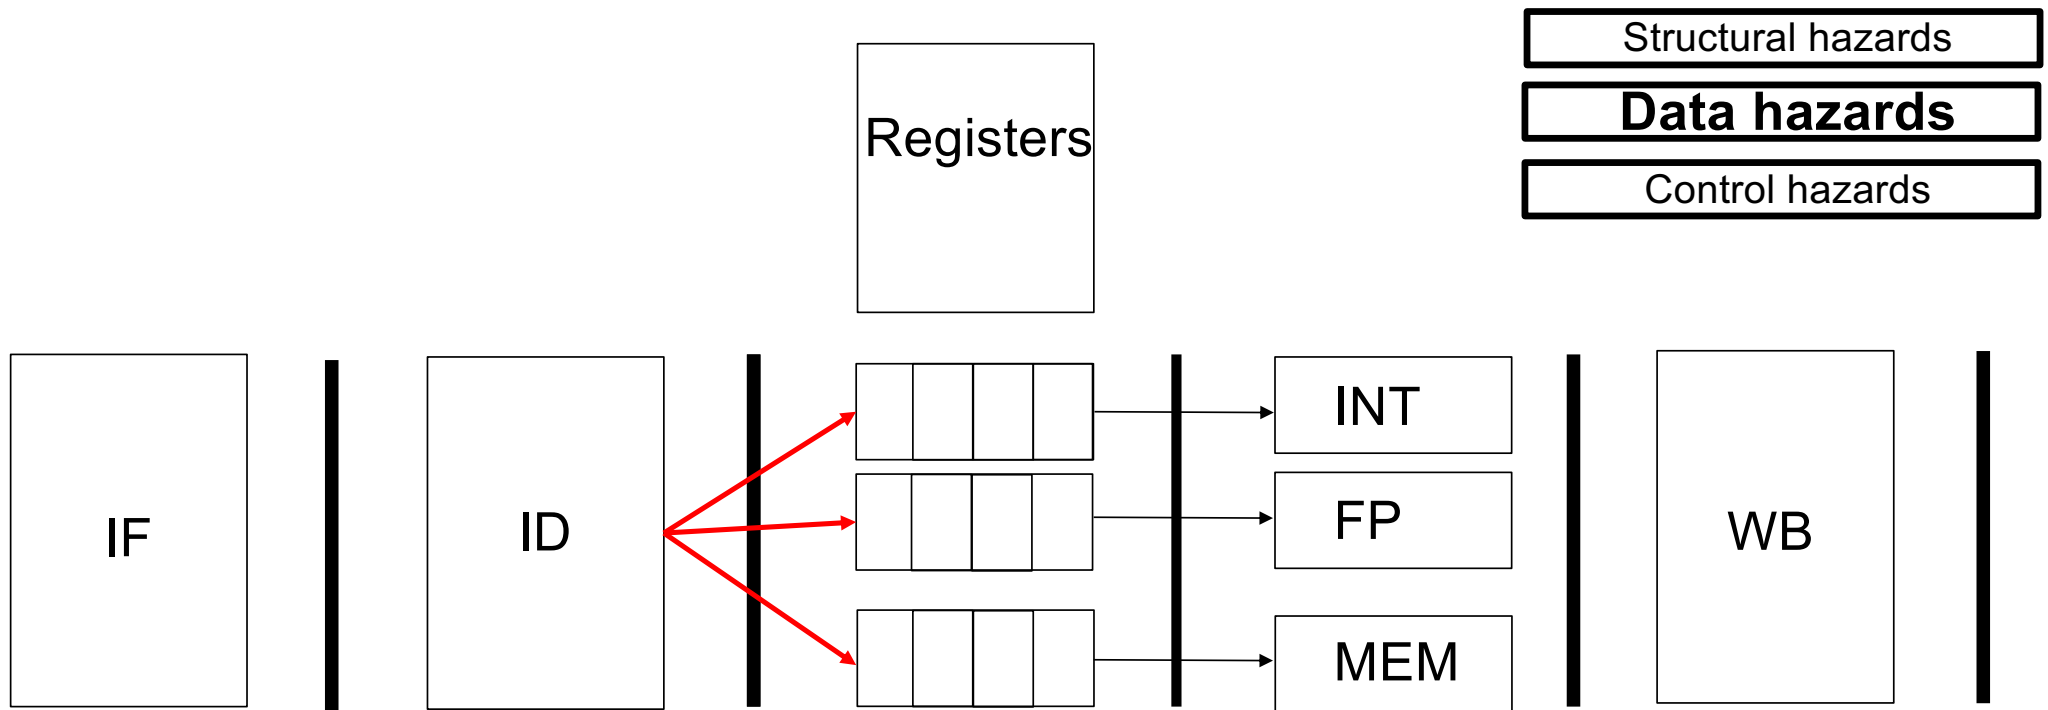 Structural hazards
Data hazards
Control hazards
Registers
IF
ID
INT
FP
MEM
WB